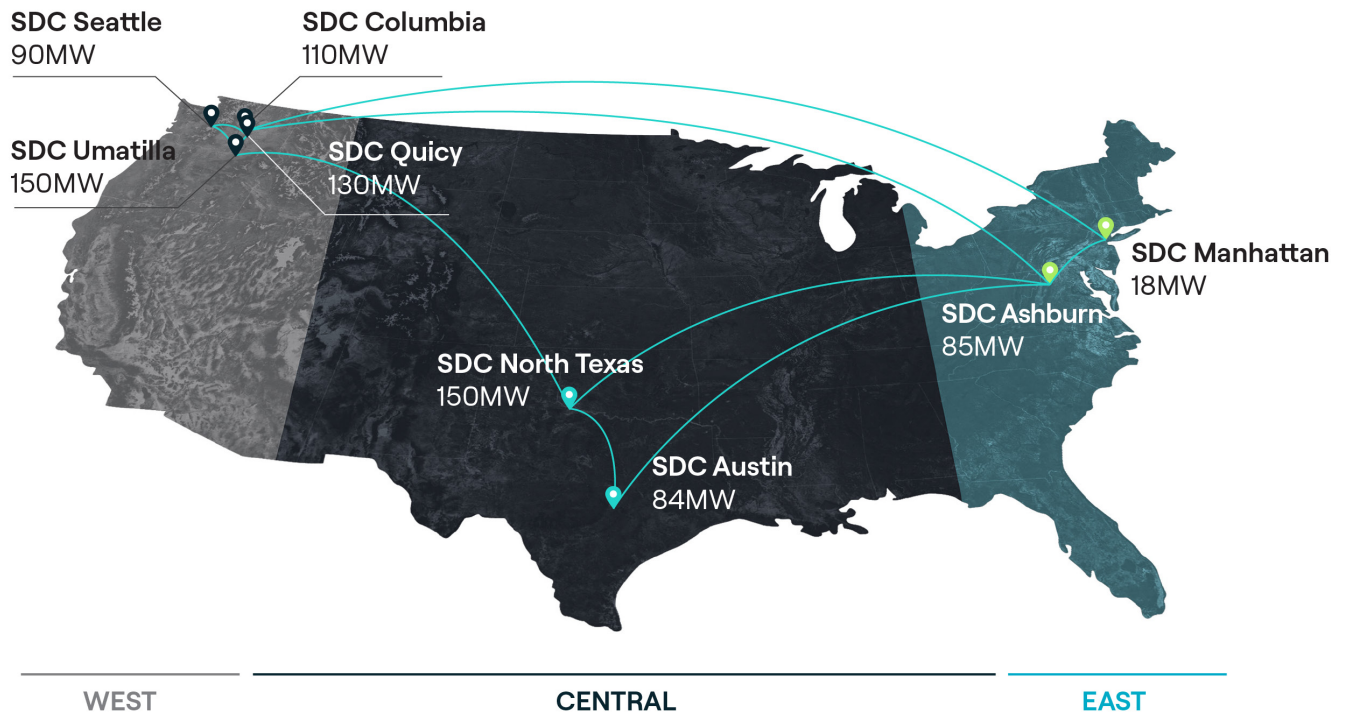 SDC Seattle
90MW
SDC Columbia
110MW
SDC Umatilla
150MW
SDC Quicy
130MW
SDC Manhattan
18MW
SDC Ashburn
85MW
SDC North Texas
150MW
SDC Austin
84MW
WEST
CENTRAL
EAST